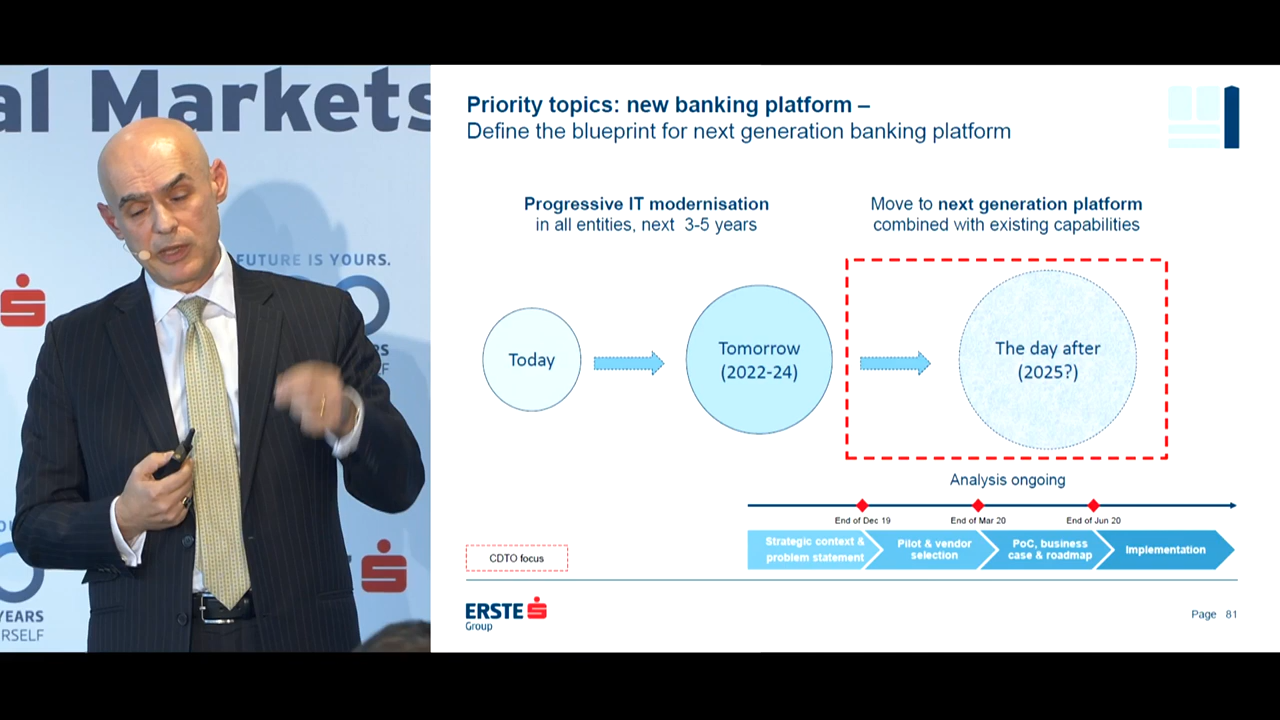 al Markets
FUTURE IS YOURS.
YEARS
RSELF
Priority topics: new banking platform –
Define the blueprint for next generation banking platform
Progressive IT modernisation
in all entities, next 3-5 years
Move to next generation platform
combined with existing capabilities
Today
Tomorrow
(2022-24)
The day after
(2025?)
Analysis ongoing
End of Dec 19
End of Mar 20
End of Jun 20
Strategic context &
problem statement
Pilot & vendor
selection
PoC, business
case & roadmap
Implementation
CDTO focus
ERSTE
Group
Page 81